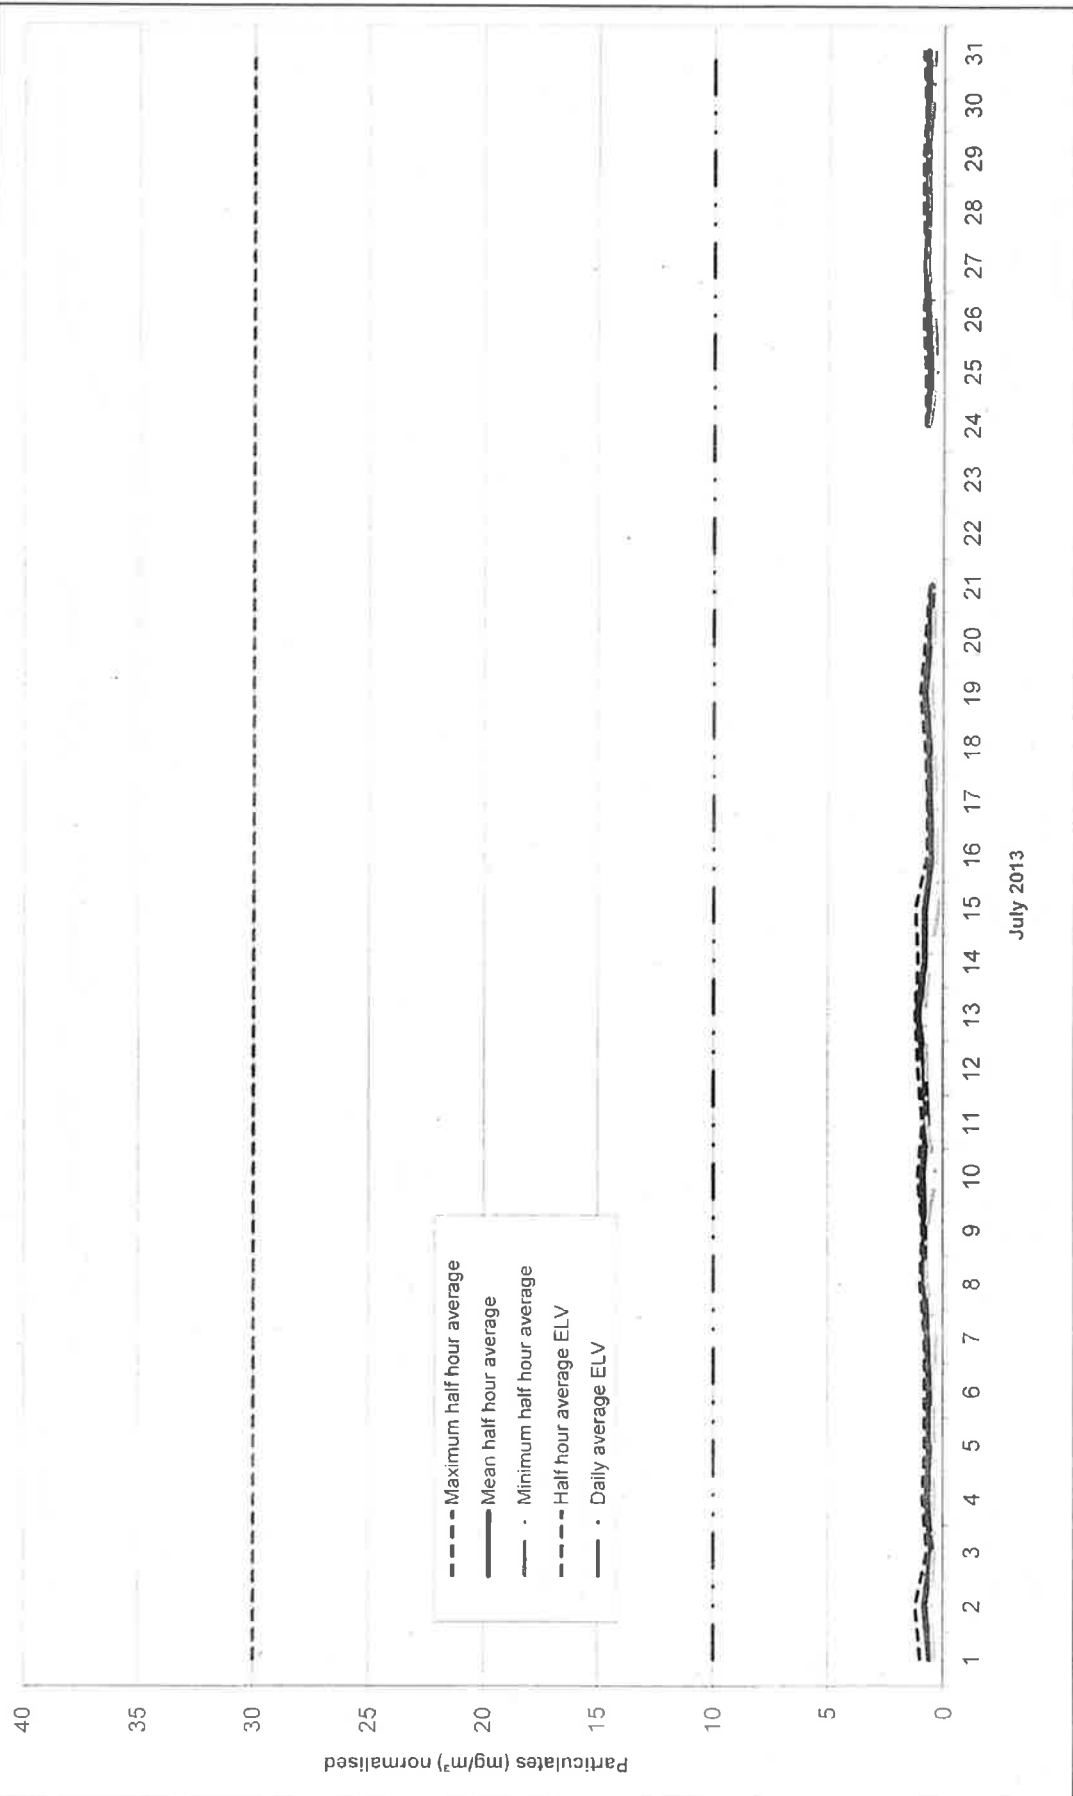 40
35
30
25
20
15
10
5
0
Particulates (mg/m³) normalised
Maximum half hour average
Mean half hour average
Minimum half hour average
Half hour average ELV
Daily average ELV
1 2 3 4 5 6 7 8 9 10 11 12 13 14 15 16 17 18 19 20 21 22 23 24 25 26 27 28 29 30 31
July 2013